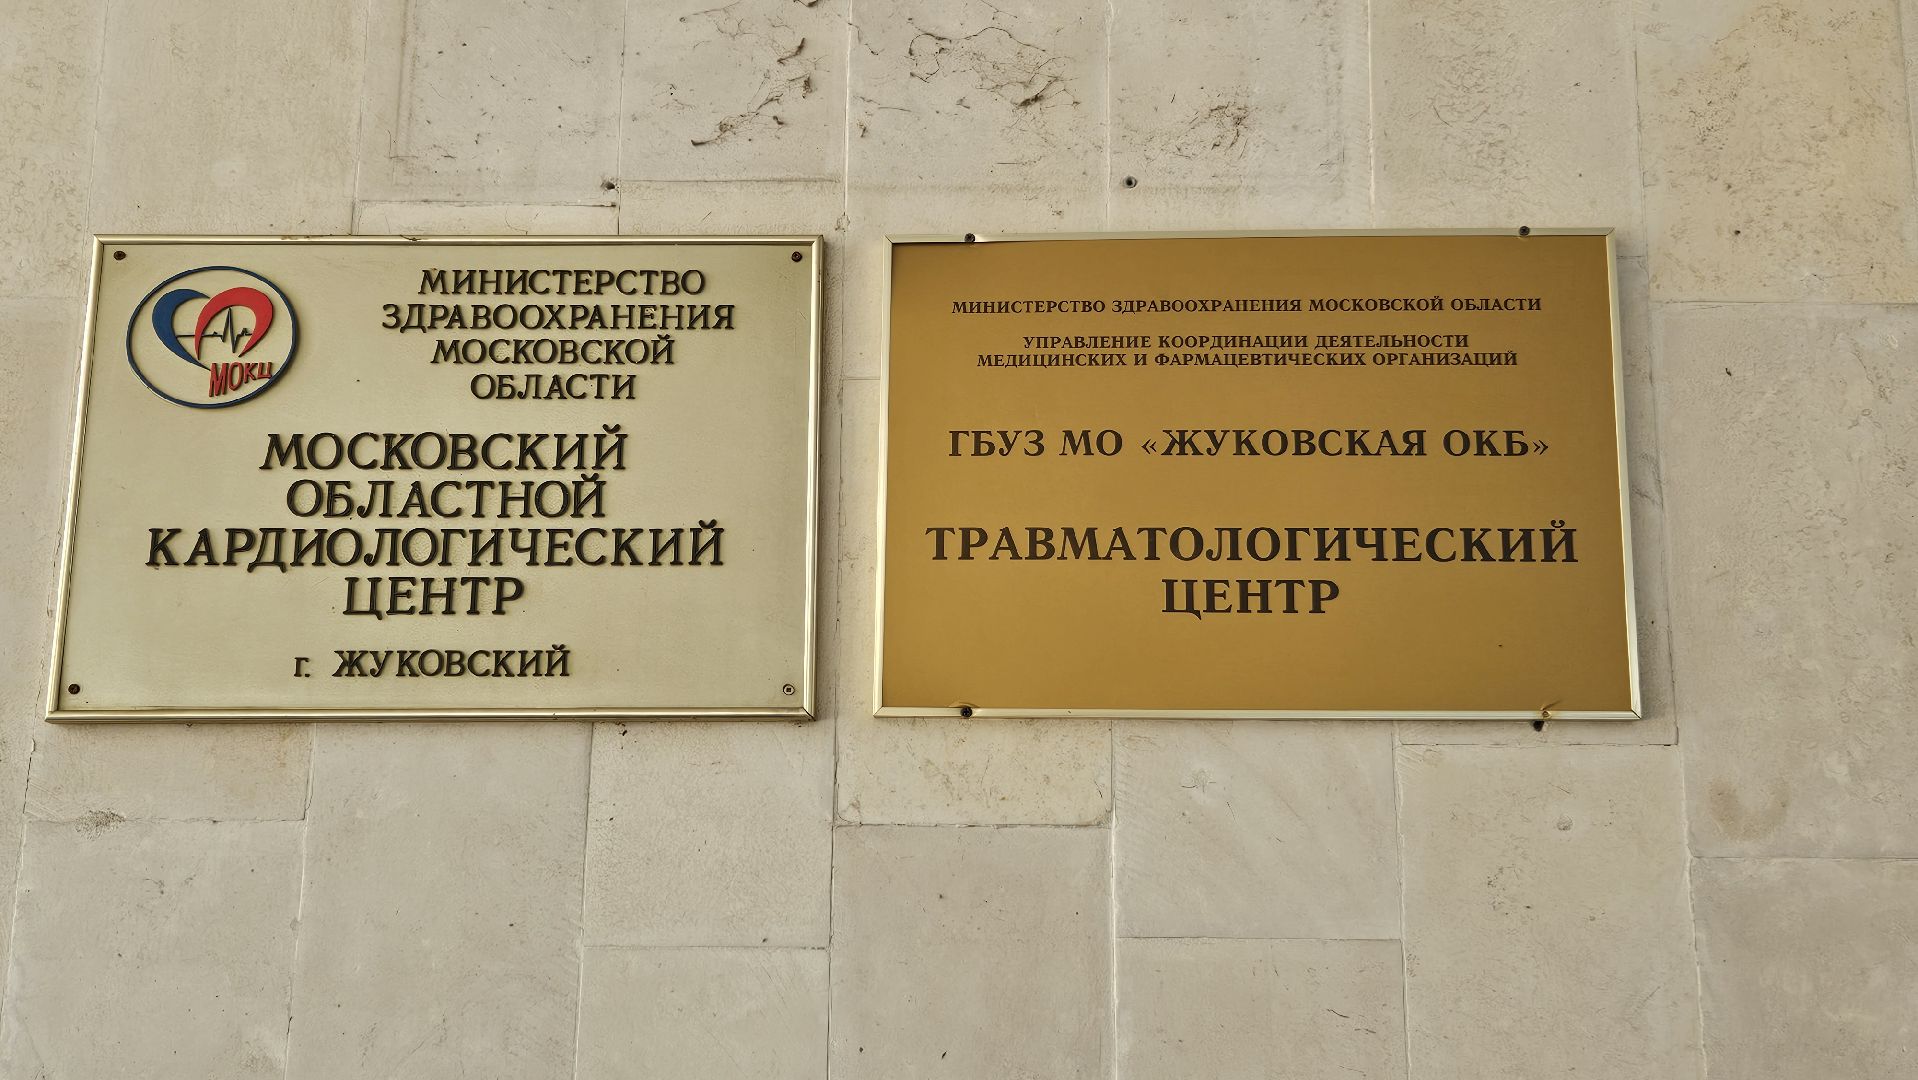 МОКЦ
МИНИСТЕРСТВО
ЗДРАВООХРАНЕНИЯ
МОСКОВСКОЙ
ОБЛАСТИ
МОСКОВСКИЙ
ОБЛАСТНОЙ
КАРДИОЛОГИЧЕСКИЙ
ЦЕНТР
г. ЖУКОВСКИЙ
МИНИСТЕРСТВО ЗДРАВООХРАНЕНИЯ МОСКОВСКОЙ ОБЛАСТИ
УПРАВЛЕНИЕ КООРДИНАЦИИ ДЕЯТЕЛЬНОСТИ
МЕДИЦИНСКИХ И ФАРМАЦЕВТИЧЕСКИХ ОРГАНИЗАЦИЙ
ГБУЗ МО «ЖУКОВСКАЯ ОКБ»
ТРАВМАТОЛОГИЧЕСКИЙ
ЦЕНТР